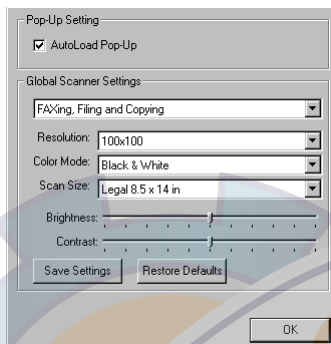 Pop-Up Setting
AutoLoad Pop-Up
Global Scanner Settings
FAXing, Filing and Copying
Resolution: 100x100
Color Mode: Black & White
Scan Size: Legal 8.5 x 14 in
Brightness:
Contrast:
Save Settings Restore Defaults
OK